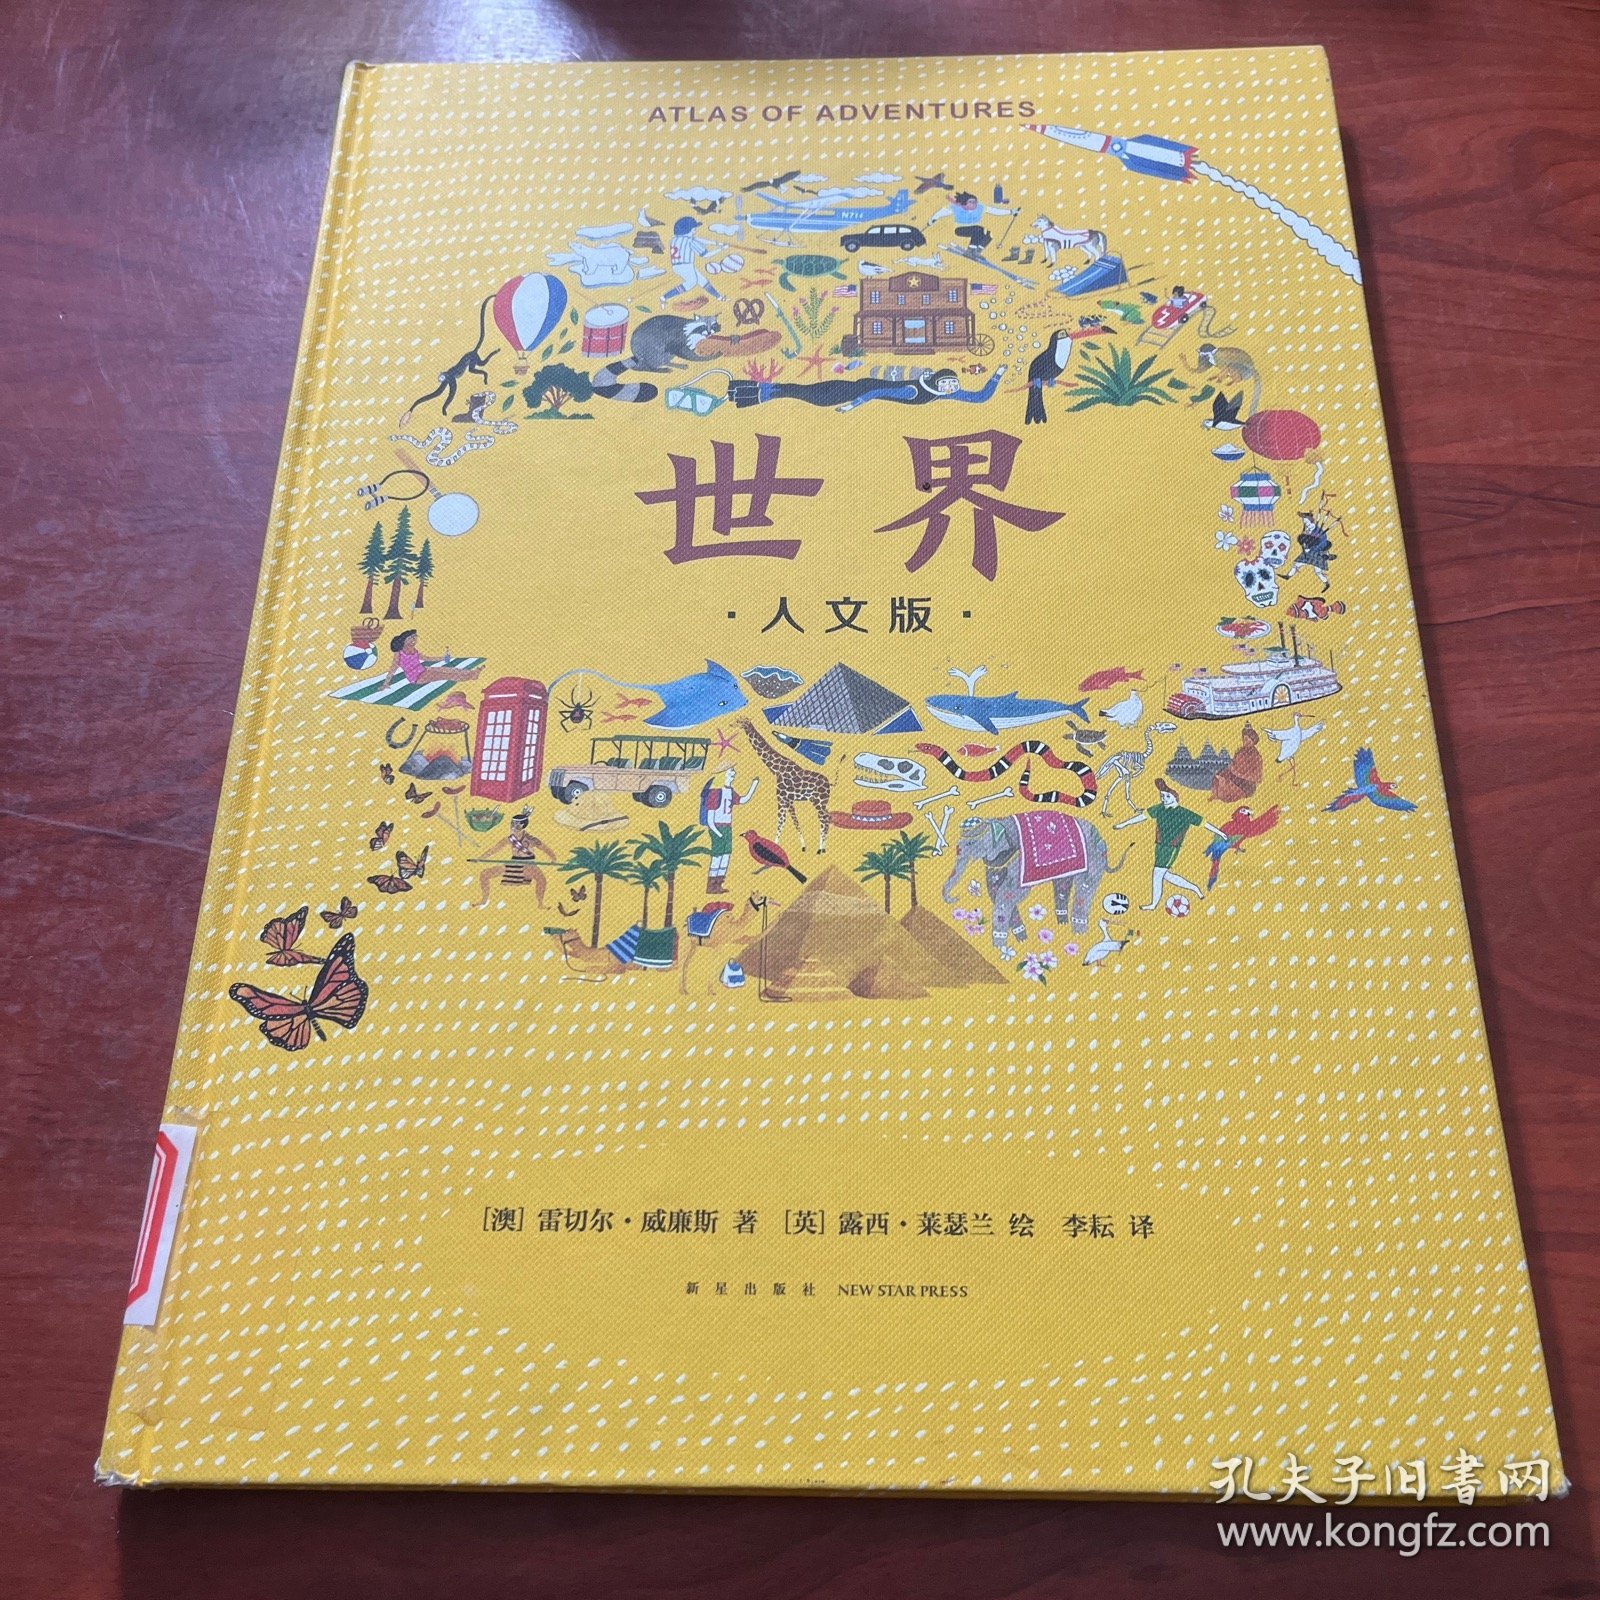 ATLAS OF ADVENTURES
N714
世界
·人文版·
[澳] 雷切尔·威廉斯 著 [英] 露西·莱瑟兰 绘 李耘 译
新星出版社 NEW STAR PRESS
孔夫子旧书网
www.kongfz.com